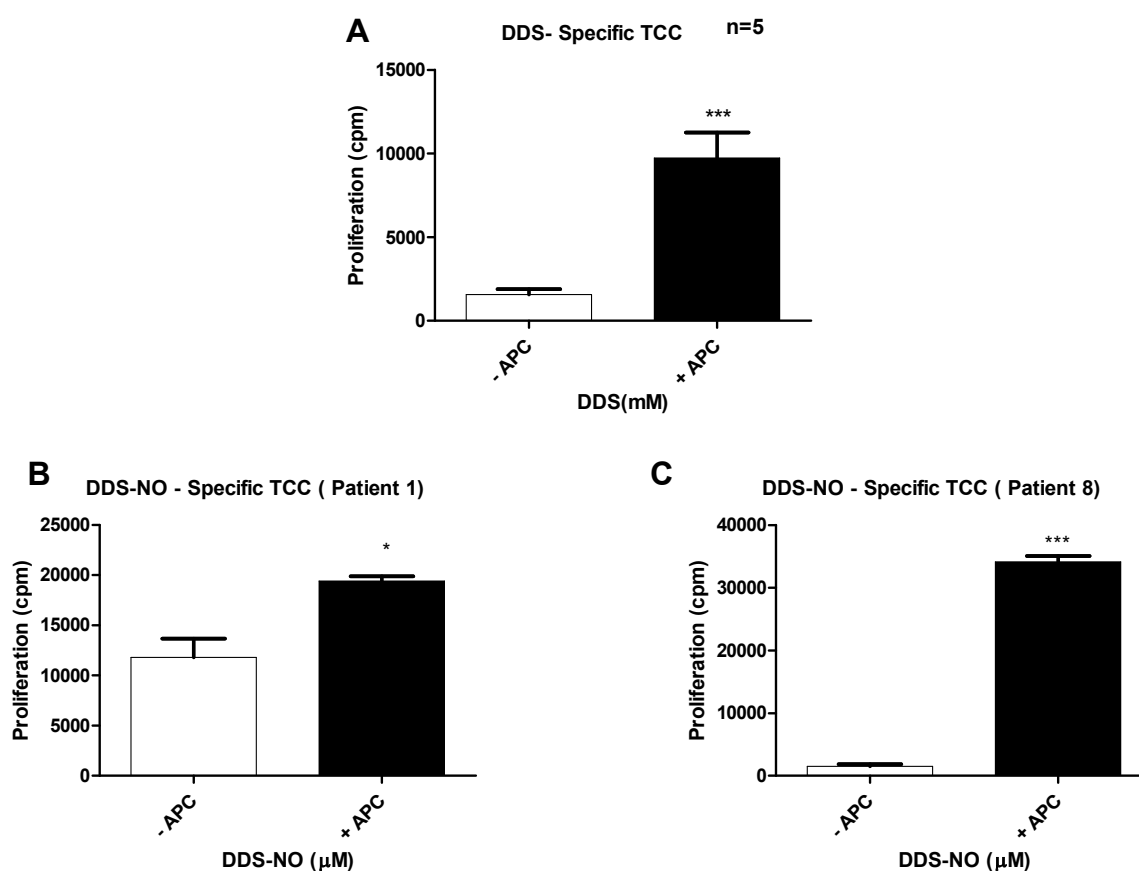 A
DDS- Specific TCC n=5
Proliferation (cpm)
15000
10000
5000
0
***
- APC
+ APC
DDS(mM)
B
DDS-NO - Specific TCC ( Patient 1)
Proliferation (cpm)
25000
20000
15000
10000
5000
0
*
- APC
+ APC
DDS-NO (μM)
C
DDS-NO - Specific TCC ( Patient 8)
Proliferation (cpm)
40000
30000
20000
10000
0
***
- APC
+ APC
DDS-NO (μM)